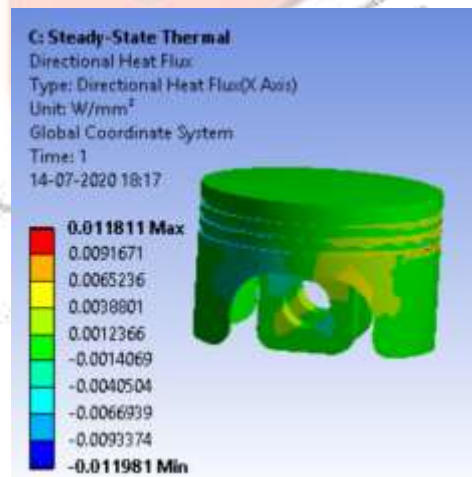 C: Steady-State Thermal
Directional Heat Flux
Type: Directional Heat Flux(X Axis)
Unit: W/mm²
Global Coordinate System
Time: 1
14-07-2020 18:17
0.011811 Max
0.0091671
0.0065236
0.0038801
0.0012366
-0.0014069
-0.0040504
-0.0066939
-0.0093374
-0.011981 Min